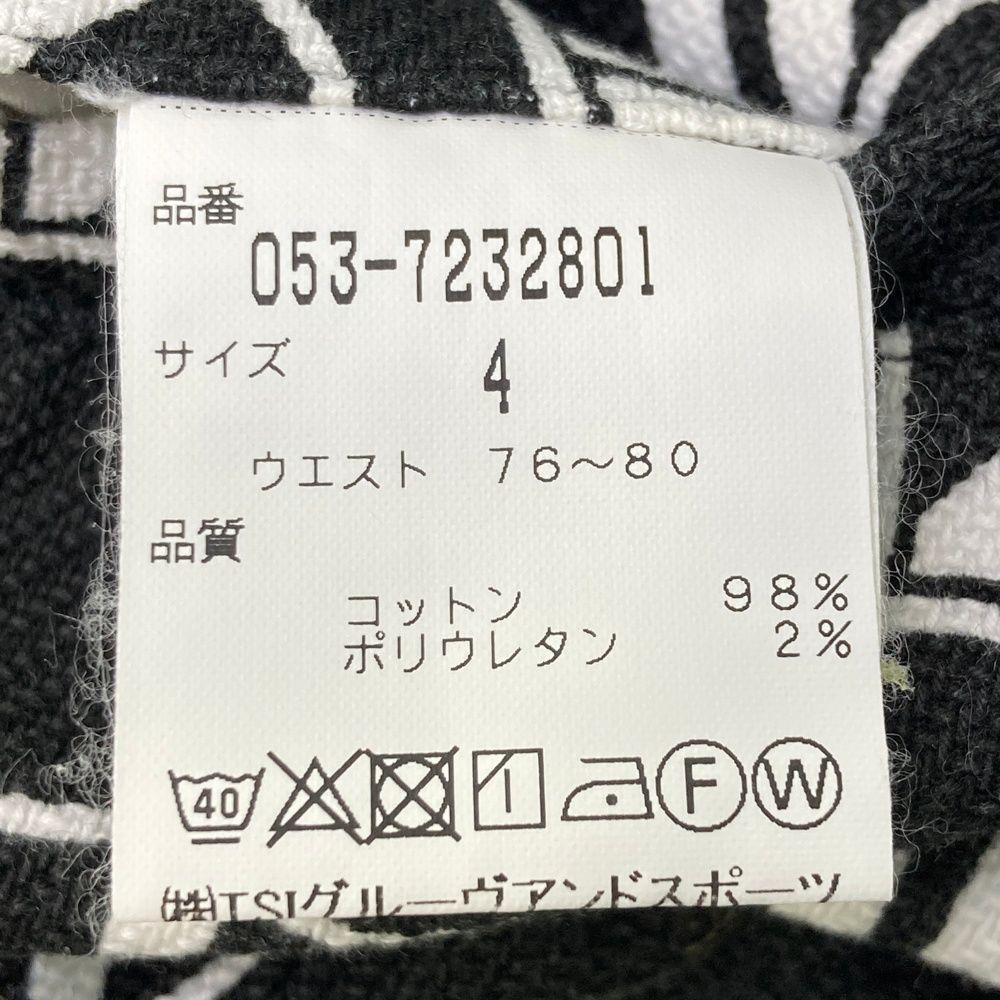 品番
053-7232801
サイズ 4
ウエスト 76～80
品質
コットン 98%
ポリウレタン 2%
40 F W
㈱TSIグルーヴアンドスポーツ